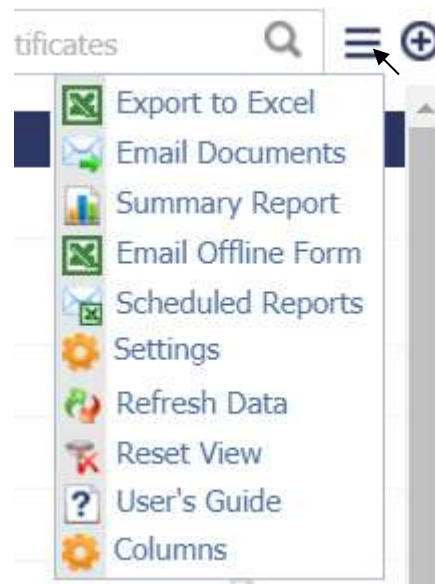 tificates
Export to Excel
Email Documents
Summary Report
Email Offline Form
Scheduled Reports
Settings
Refresh Data
Reset View
User's Guide
Columns